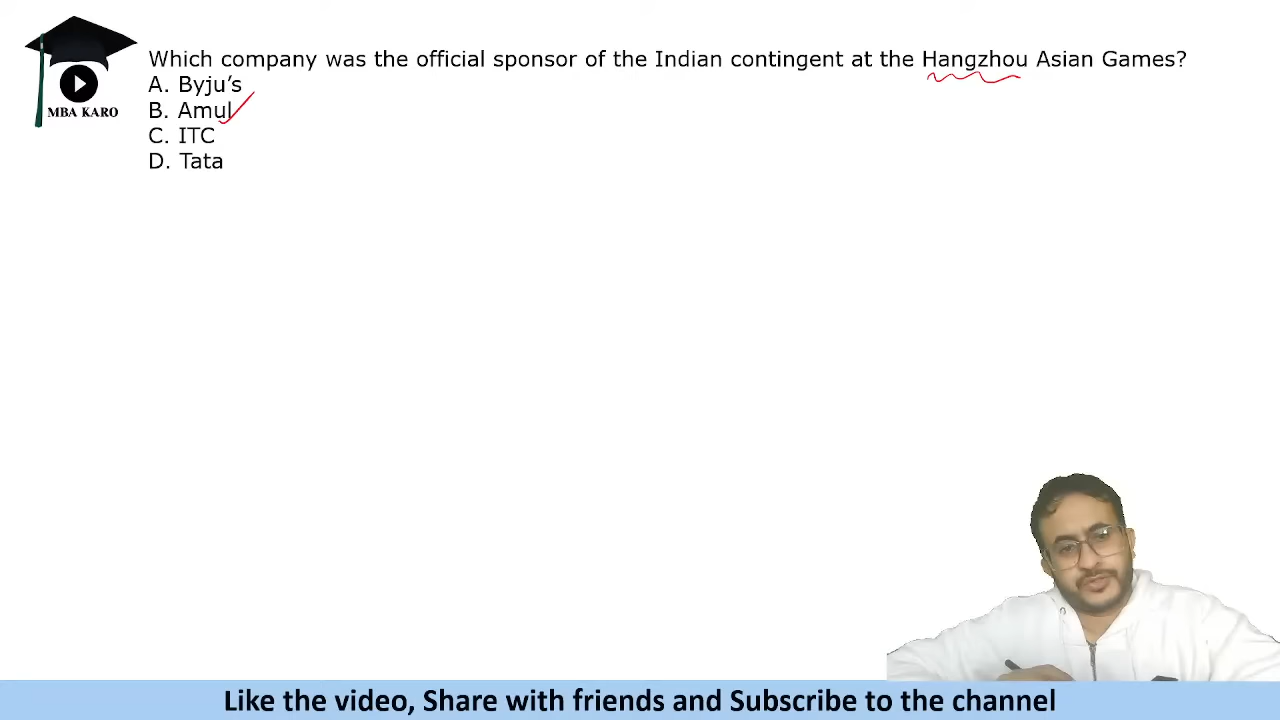 Which company was the official sponsor of the Indian contingent at the Hangzhou Asian Games?
A. Byju’s
B. Amul
C. ITC
D. Tata
MBA KARO
Like the video, Share with friends and Subscribe to the channel